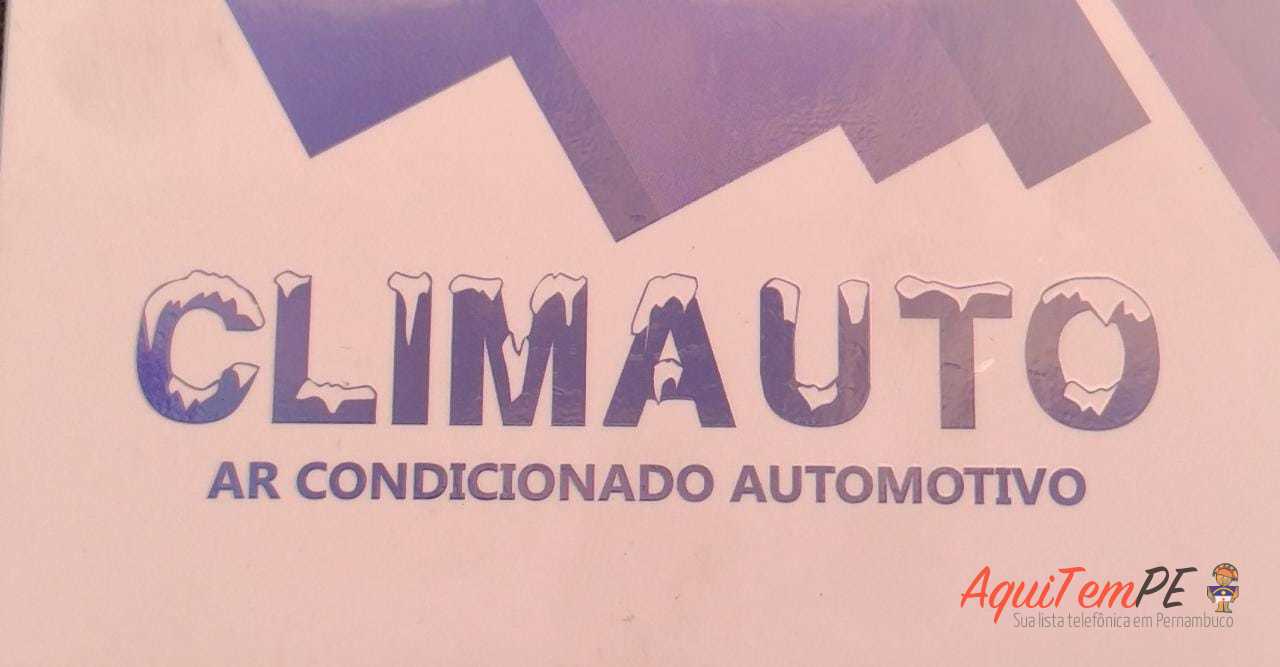 CLIMAUTO
AR CONDICIONADO AUTOMOTIVO
AquiTemPE
Sua lista telefônica em Pernambuco